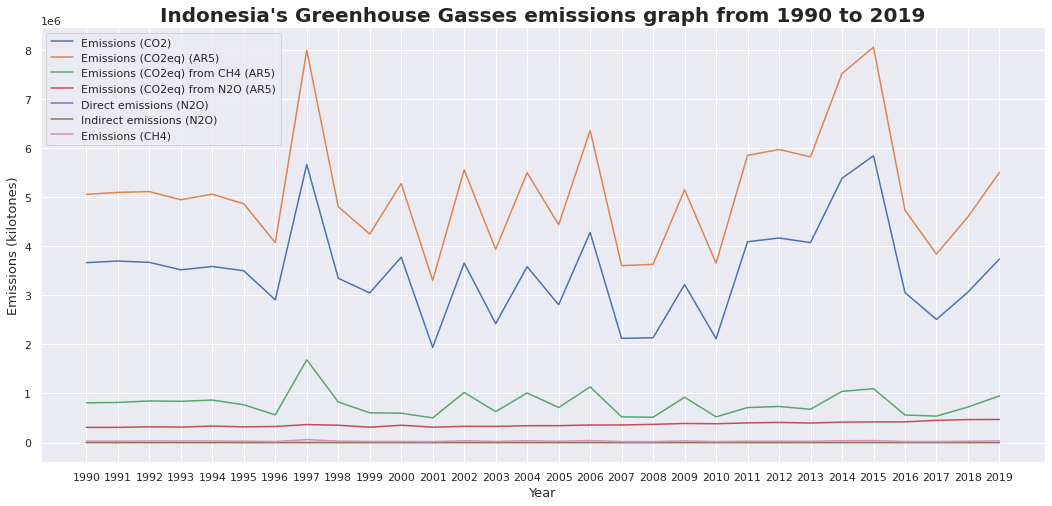 Indonesia's Greenhouse Gasses emissions graph from 1990 to 2019
1e6
Emissions (CO2)
Emissions (CO2eq) (AR5)
Emissions (CO2eq) from CH4 (AR5)
Emissions (CO2eq) from N2O (AR5)
Direct emissions (N2O)
Indirect emissions (N2O)
Emissions (CH4)
8
7
6
5
4
3
2
1
0
Emissions (kilotones)
1990 1991 1992 1993 1994 1995 1996 1997 1998 1999 2000 2001 2002 2003 2004 2005 2006 2007 2008 2009 2010 2011 2012 2013 2014 2015 2016 2017 2018 2019
Year